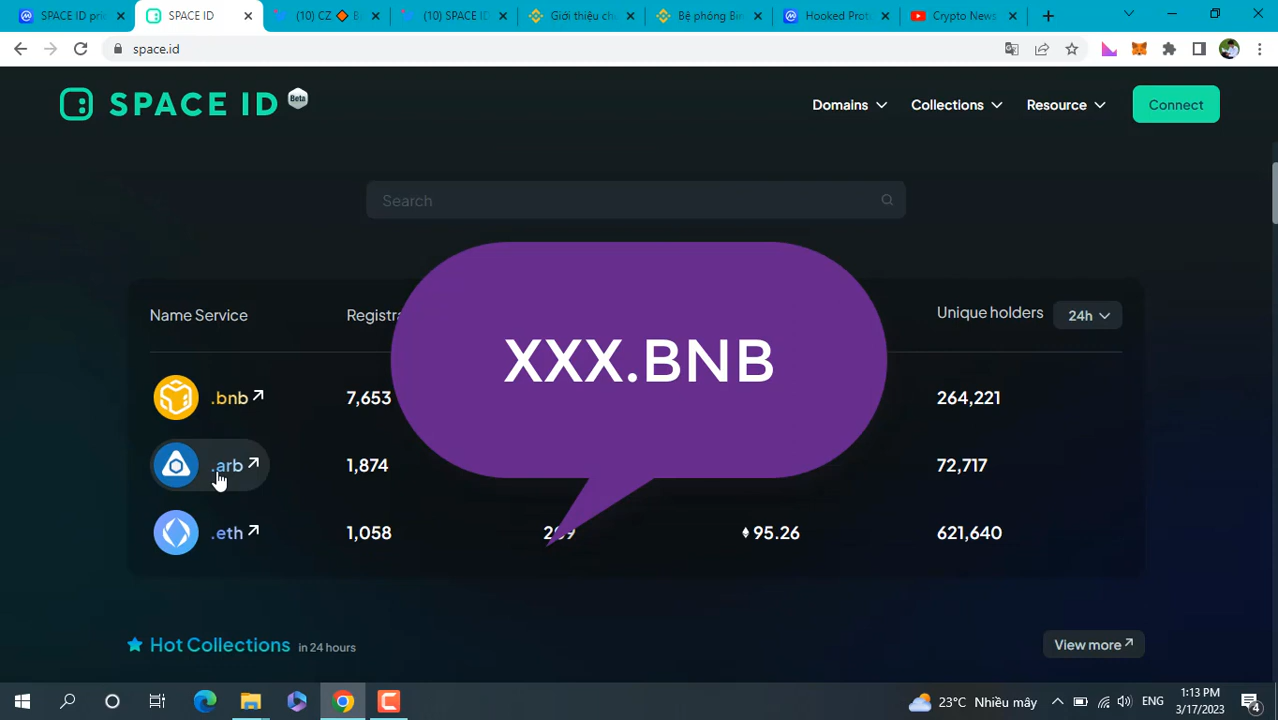 SPACE ID pri
SPACE ID
(10) CZ 🔶 B
(10) SPACE ID
Giới thiệu ch
Bệ phóng Bin
Hooked Prot
Crypto News
space.id
SPACE ID Beta
Domains
Collections
Resource
Connect
Search
Name Service
Registra
Unique holders
24h
XXX.BNB
.bnb
7,653
264,221
.arb
1,874
72,717
.eth
1,058
95.26
621,640
Hot Collections in 24 hours
View more
23°C Nhiều mây
ENG
1:13 PM
3/17/2023
4